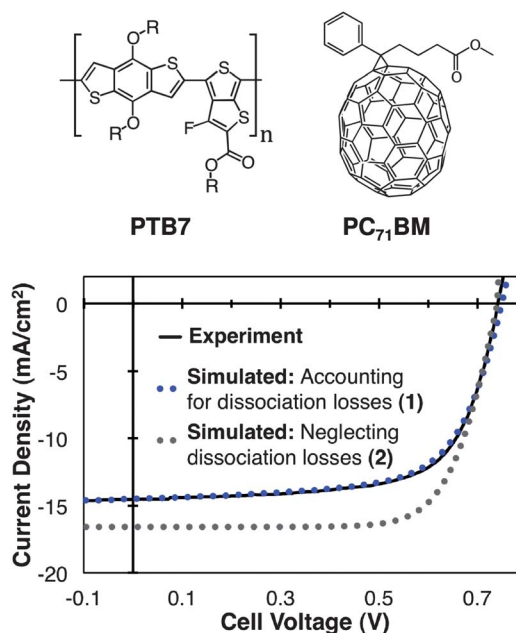 R
O
O
S
S
S
S
O
R
F
O
O
R
n
O
O
PTB7
PC71BM
Current Density (mA/cm²)
0
-5
-10
-15
-20
Experiment
Simulated: Accounting
for dissociation losses (1)
Simulated: Neglecting
dissociation losses (2)
-0.1
0.1
0.3
0.5
0.7
Cell Voltage (V)